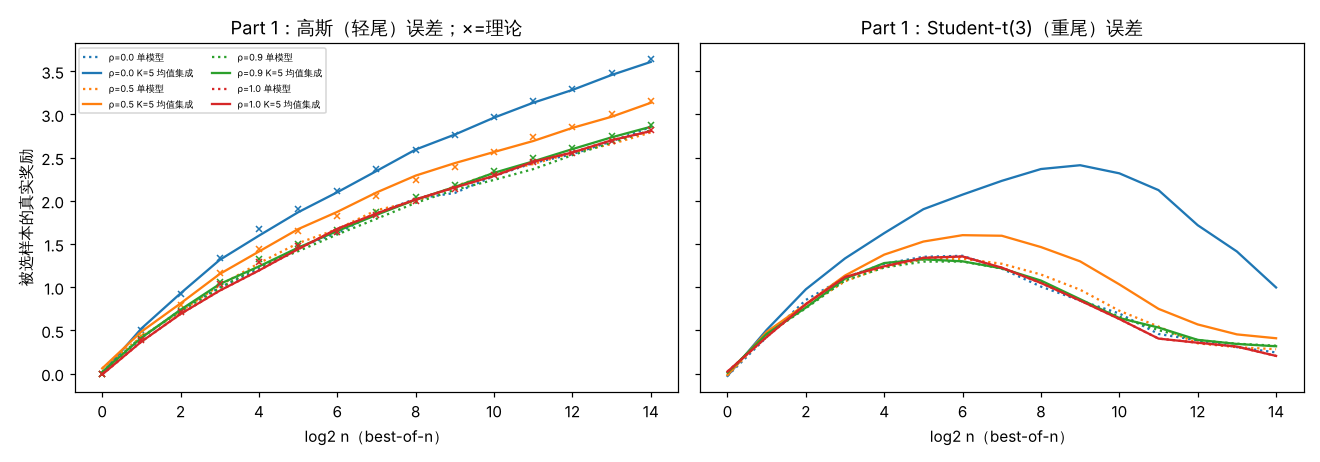 Part 1：高斯（轻尾）误差；×=理论
ρ=0.0 单模型
ρ=0.0 K=5 均值集成
ρ=0.5 单模型
ρ=0.5 K=5 均值集成
ρ=0.9 单模型
ρ=0.9 K=5 均值集成
ρ=1.0 单模型
ρ=1.0 K=5 均值集成
被选样本的真实奖励
3.5
3.0
2.5
2.0
1.5
1.0
0.5
0.0
0 2 4 6 8 10 12 14
log2 n（best-of-n）
Part 1：Student-t(3)（重尾）误差
0 2 4 6 8 10 12 14
log2 n（best-of-n）